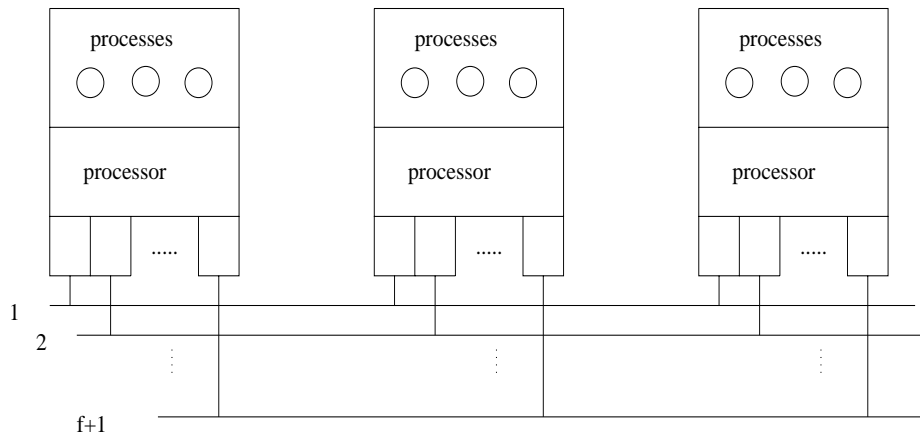 processes processes processes
processor processor processor
..... ..... .....
1
2
f+1